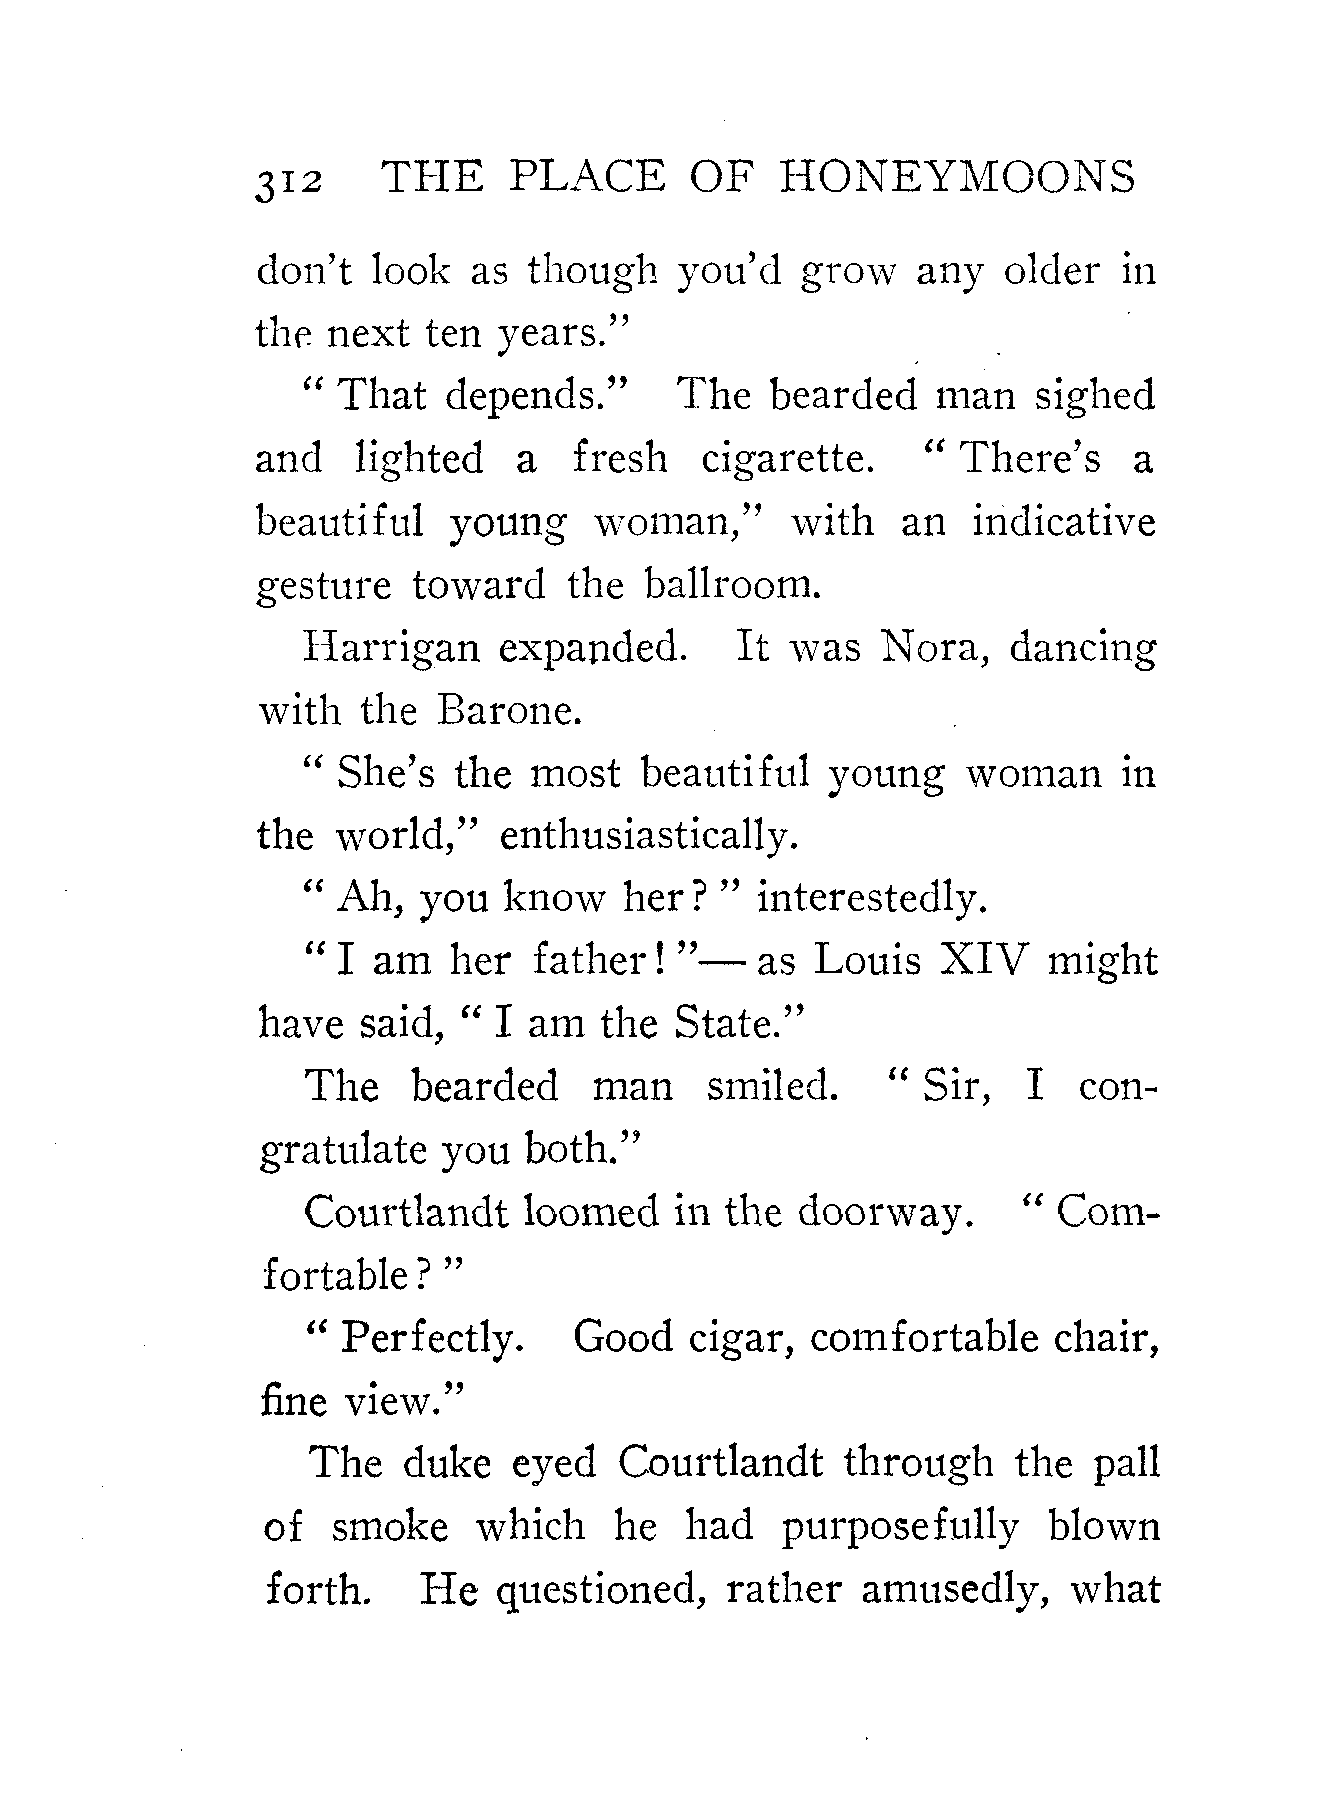 312 THE PLACE OF HONEYMOONS
don't look as though you'd grow any older in
the next ten years."
" That depends." The bearded man sighed
and lighted a fresh cigarette. " There's a
beautiful young woman," with an indicative
gesture toward the ballroom.
Harrigan expanded. It was Nora, dancing
with the Barone.
" She's the most beautiful young woman in
the world," enthusiastically.
" Ah, you know her? " interestedly.
" I am her father! "— as Louis XIV might
have said, " I am the State."
The bearded man smiled. " Sir, I con-
gratulate you both."
Courtlandt loomed in the doorway. " Com-
fortable? "
" Perfectly. Good cigar, comfortable chair,
fine view."
The duke eyed Courtlandt through the pall
of smoke which he had purposefully blown
forth. He questioned, rather amusedly, what